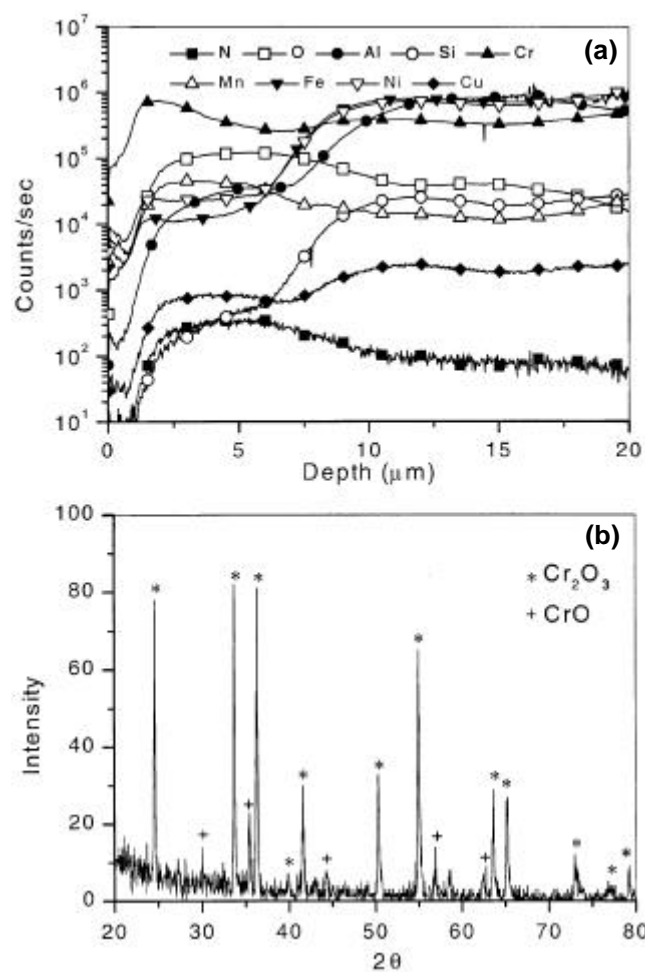 (a)
N O Al Si Cr
Mn Fe Ni Cu
10⁷
10⁶
10⁵
10⁴
10³
10²
10¹
Counts/sec
0 5 10 15 20
Depth (μm)
(b)
* Cr₂O₃
+ CrO
100
80
60
40
20
0
Intensity
20 30 40 50 60 70 80
2θ